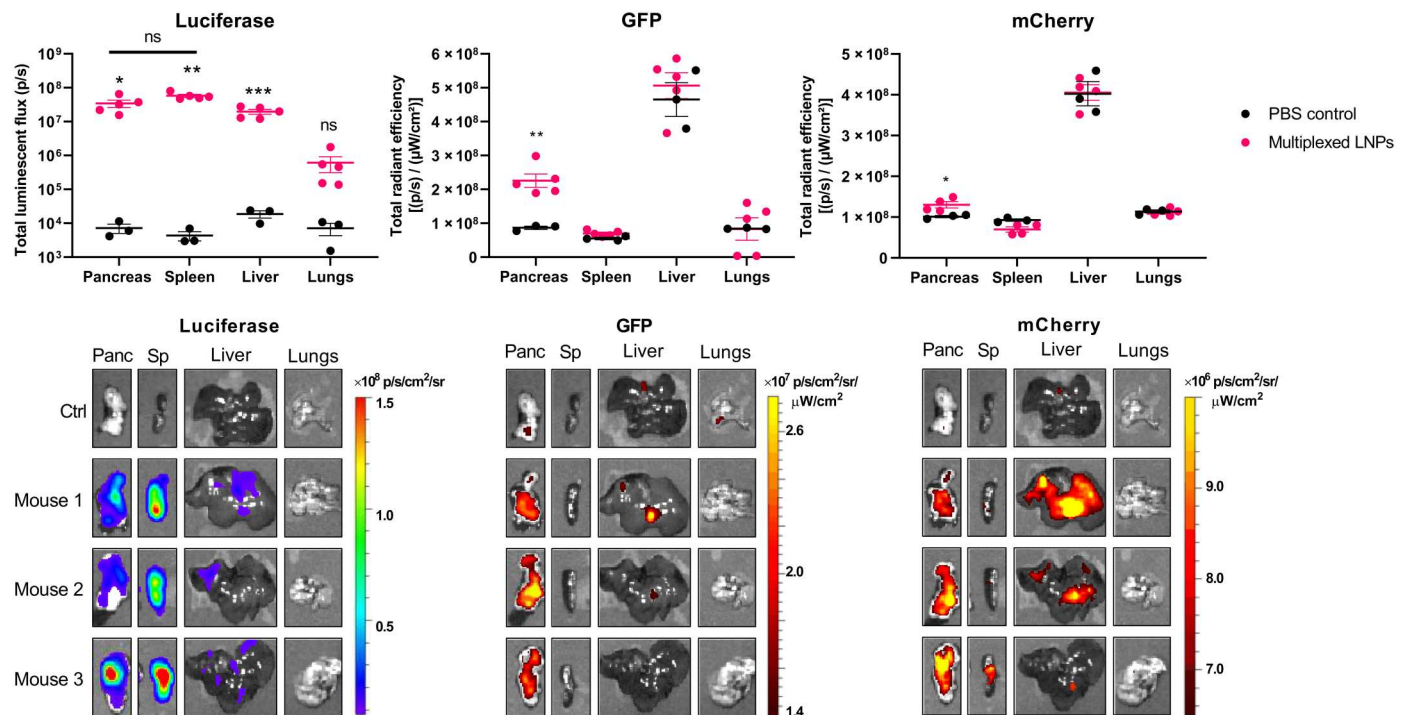 Luciferase
ns
Total luminescent flux (p/s)
10⁹
10⁸
10⁷
10⁶
10⁵
10⁴
10³
*
**
***
ns
Pancreas Spleen Liver Lungs
GFP
Total radiant efficiency
[(p/s) / (µW/cm²)]
8 × 10⁸
6 × 10⁸
4 × 10⁸
2 × 10⁸
0
**
Pancreas Spleen Liver Lungs
mCherry
Total radiant efficiency
[(p/s) / (µW/cm²)]
5 × 10⁸
4 × 10⁸
3 × 10⁸
2 × 10⁸
1 × 10⁸
0
*
Pancreas Spleen Liver Lungs
PBS control
Multiplexed LNPs
Luciferase
Panc Sp Liver Lungs
Ctrl
Mouse 1
Mouse 2
Mouse 3
×10⁸ p/s/cm²/sr
1.5
1.0
0.5
GFP
Panc Sp Liver Lungs
×10⁷ p/s/cm²/sr/
µW/cm²
2.6
2.0
1.4
mCherry
Panc Sp Liver Lungs
×10⁶ p/s/cm²/sr/
µW/cm²
9.0
8.0
7.0